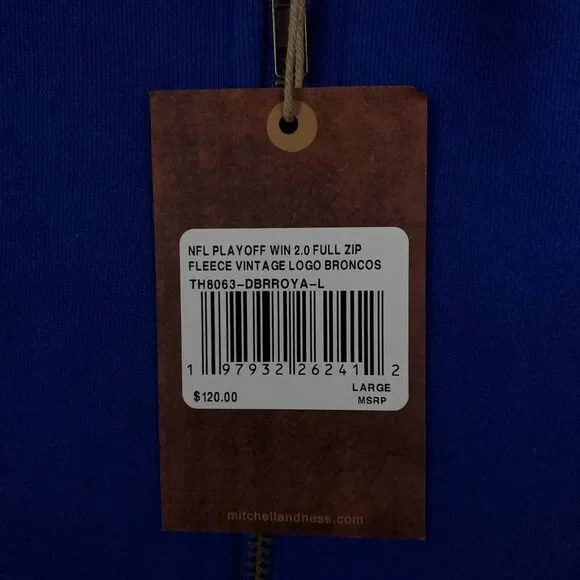 NFL PLAYOFF WIN 2.0 FULL ZIP
FLEECE VINTAGE LOGO BRONCOS
TH8063-DBRROYA-L
1 97932 26241 2
$120.00 LARGE
MSRP
mitchellandness.com